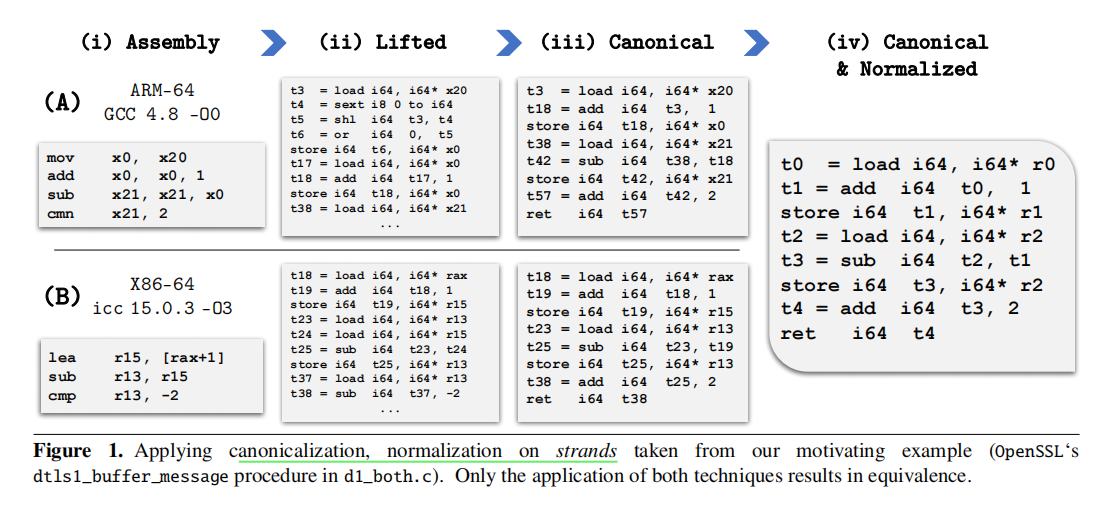 (i) Assembly (ii) Lifted (iii) Canonical (iv) Canonical
& Normalized
(A) ARM-64
GCC 4.8 -O0
mov x0, x20
add x0, x0, 1
sub x21, x21, x0
cmn x21, 2
t3 = load i64, i64* x20
t4 = sext i8 0 to i64
t5 = shl i64 t3, t4
t6 = or i64 0, t5
store i64 t6, i64* x0
t17 = load i64, i64* x0
t18 = add i64 t17, 1
store i64 t18, i64* x0
t38 = load i64, i64* x21
...
t3 = load i64, i64* x20
t18 = add i64 t3, 1
store i64 t18, i64* x0
t38 = load i64, i64* x21
t42 = sub i64 t38, t18
store i64 t42, i64* x21
t57 = add i64 t42, 2
ret i64 t57
(B) X86-64
icc 15.0.3 -O3
lea r15, [rax+1]
sub r13, r15
cmp r13, -2
t18 = load i64, i64* rax
t19 = add i64 t18, 1
store i64 t19, i64* r15
t23 = load i64, i64* r13
t24 = load i64, i64* r15
t25 = sub i64 t23, t24
store i64 t25, i64* r13
t37 = load i64, i64* r13
t38 = sub i64 t37, -2
...
t18 = load i64, i64* rax
t19 = add i64 t18, 1
store i64 t19, i64* r15
t23 = load i64, i64* r13
t25 = sub i64 t23, t19
store i64 t25, i64* r13
t38 = add i64 t25, 2
ret i64 t38
t0 = load i64, i64* r0
t1 = add i64 t0, 1
store i64 t1, i64* r1
t2 = load i64, i64* r2
t3 = sub i64 t2, t1
store i64 t3, i64* r2
t4 = add i64 t3, 2
ret i64 t4
Figure 1. Applying canonicalization, normalization on strands taken from our motivating example (OpenSSL‘s
dtls1_buffer_message procedure in d1_both.c). Only the application of both techniques results in equivalence.